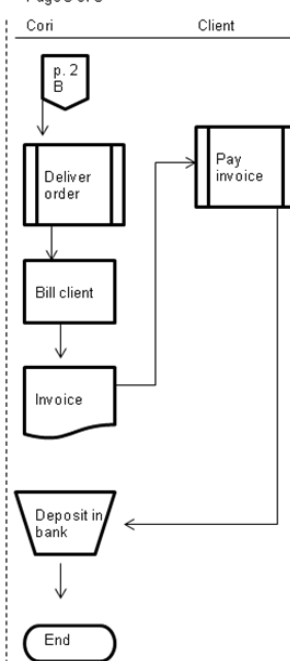 Cori
Client
p. 2
B
Deliver
order
Pay
invoice
Bill client
Invoice
Deposit in
bank
End